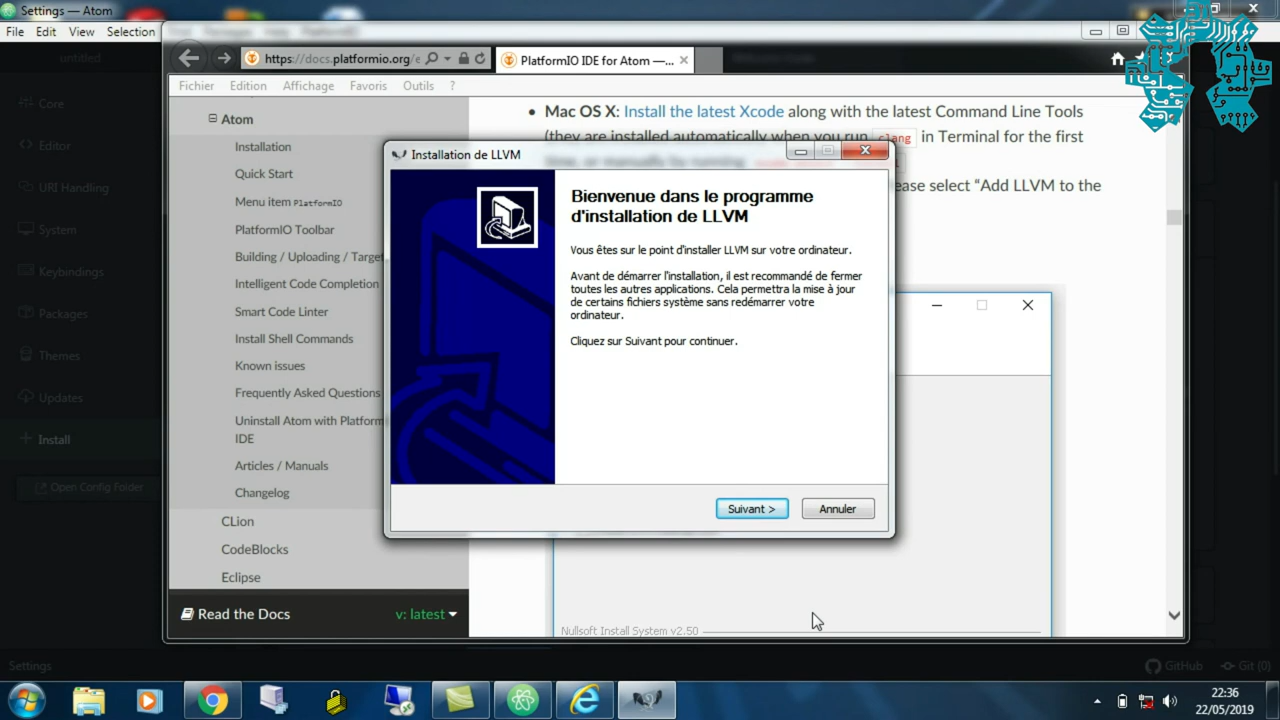 Settings — Atom
File Edit View Selection
untitled
Core
Editor
URI Handling
System
Keybindings
Packages
Themes
Updates
Install
Open Config Folder
Settings
GitHub
Git (0)
https://docs.platformio.org/e
PlatformIO IDE for Atom —...
Fichier Edition Affichage Favoris Outils ?
Atom
Installation
Quick Start
Menu item PlatformIO
PlatformIO Toolbar
Building / Uploading / Target
Intelligent Code Completion
Smart Code Linter
Install Shell Commands
Known issues
Frequently Asked Questions
Uninstall Atom with Platform
IDE
Articles / Manuals
Changelog
CLion
CodeBlocks
Eclipse
Read the Docs v: latest
• Mac OS X: Install the latest Xcode along with the latest Command Line Tools
(they are installed automatically when you run clang in Terminal for the first
time, or manually by running
ease select “Add LLVM to the
Installation de LLVM
Bienvenue dans le programme
d'installation de LLVM
Vous êtes sur le point d'installer LLVM sur votre ordinateur.
Avant de démarrer l'installation, il est recommandé de fermer
toutes les autres applications. Cela permettra la mise à jour
de certains fichiers système sans redémarrer votre
ordinateur.
Cliquez sur Suivant pour continuer.
Suivant > Annuler
Nullsoft Install System v2.50
22:36
22/05/2019